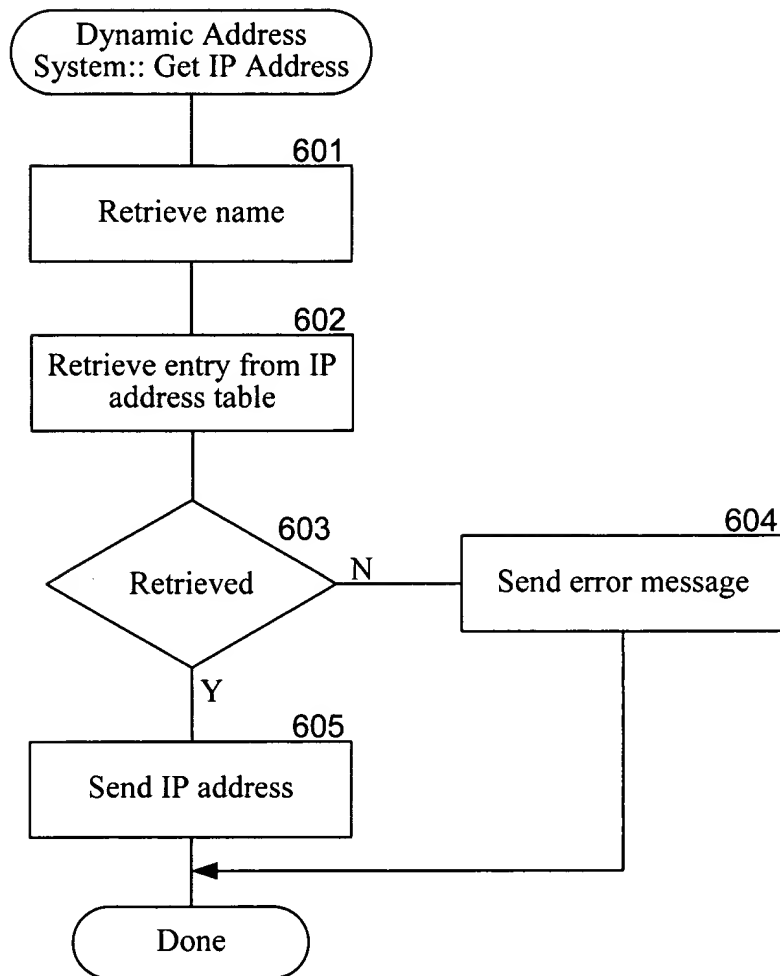 Dynamic Address
System:: Get IP Address
601
Retrieve name
602
Retrieve entry from IP
address table
603
Retrieved
N
604
Send error message
Y
605
Send IP address
Done